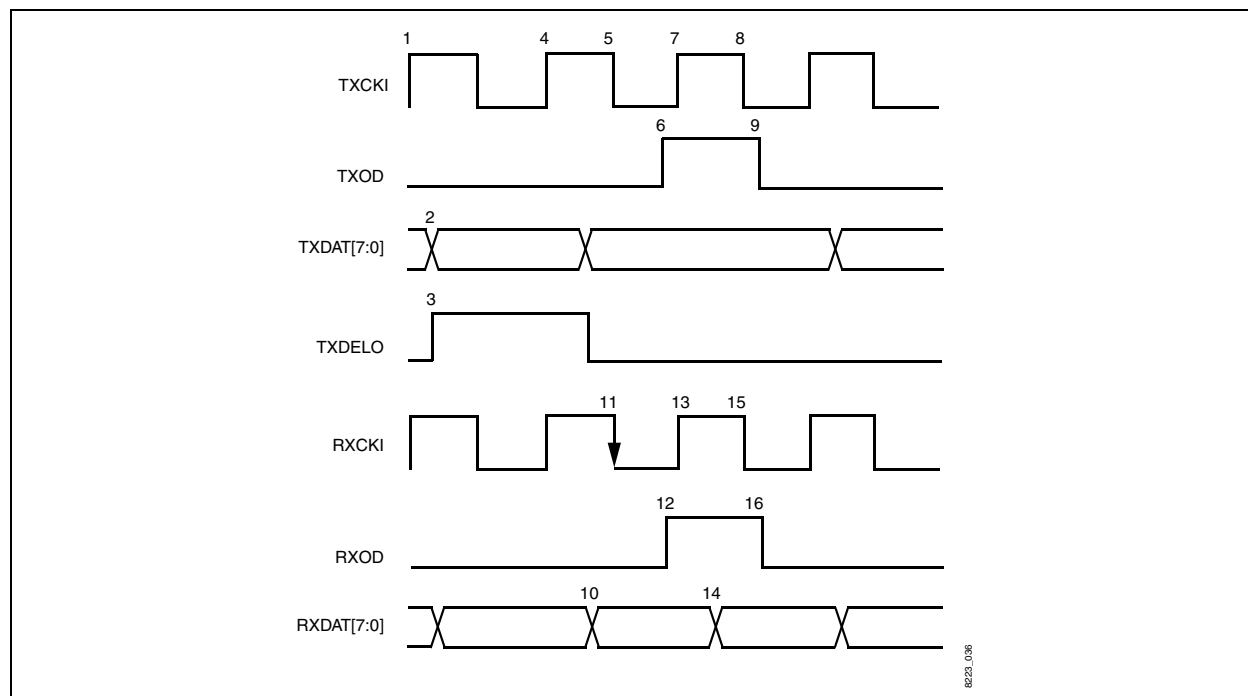 1 4 5 7 8
TXCKI
6 9
TXOD
2
TXDAT[7:0]
3
TXDELO
11 13 15
RXCKI
12 16
RXOD
10 14
RXDAT[7:0]
8223_036